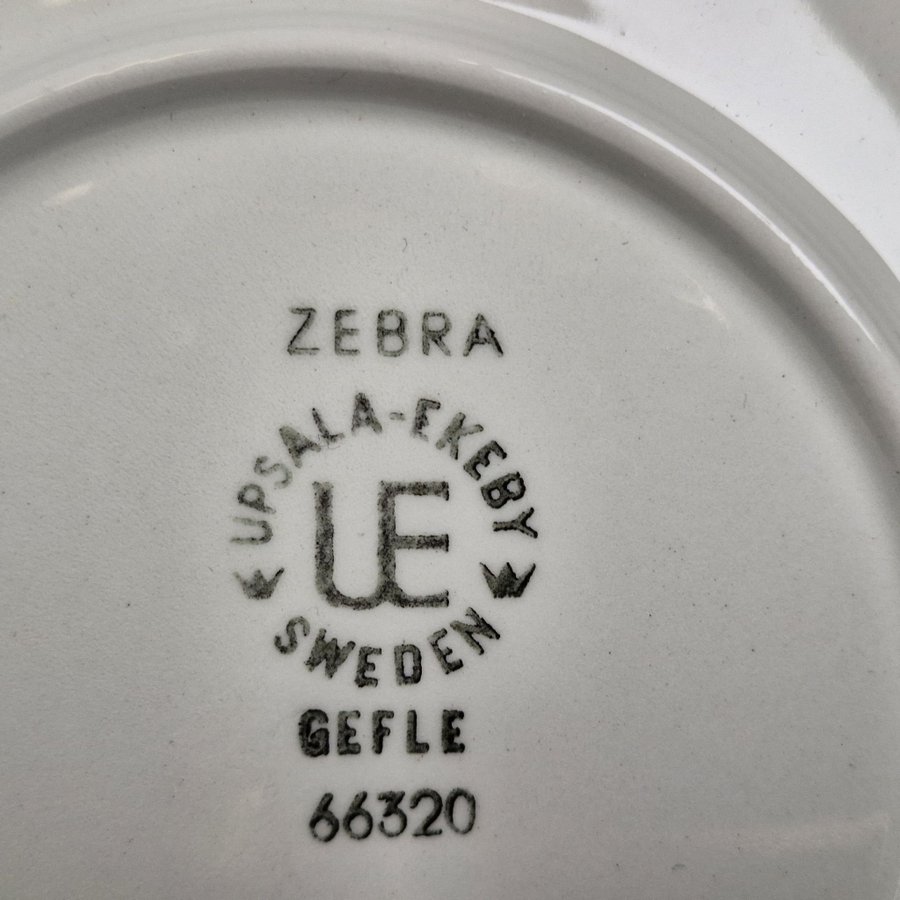 ZEBRA
UPSALA-EKEBY
UE
SWEDEN
GEFLE
66320